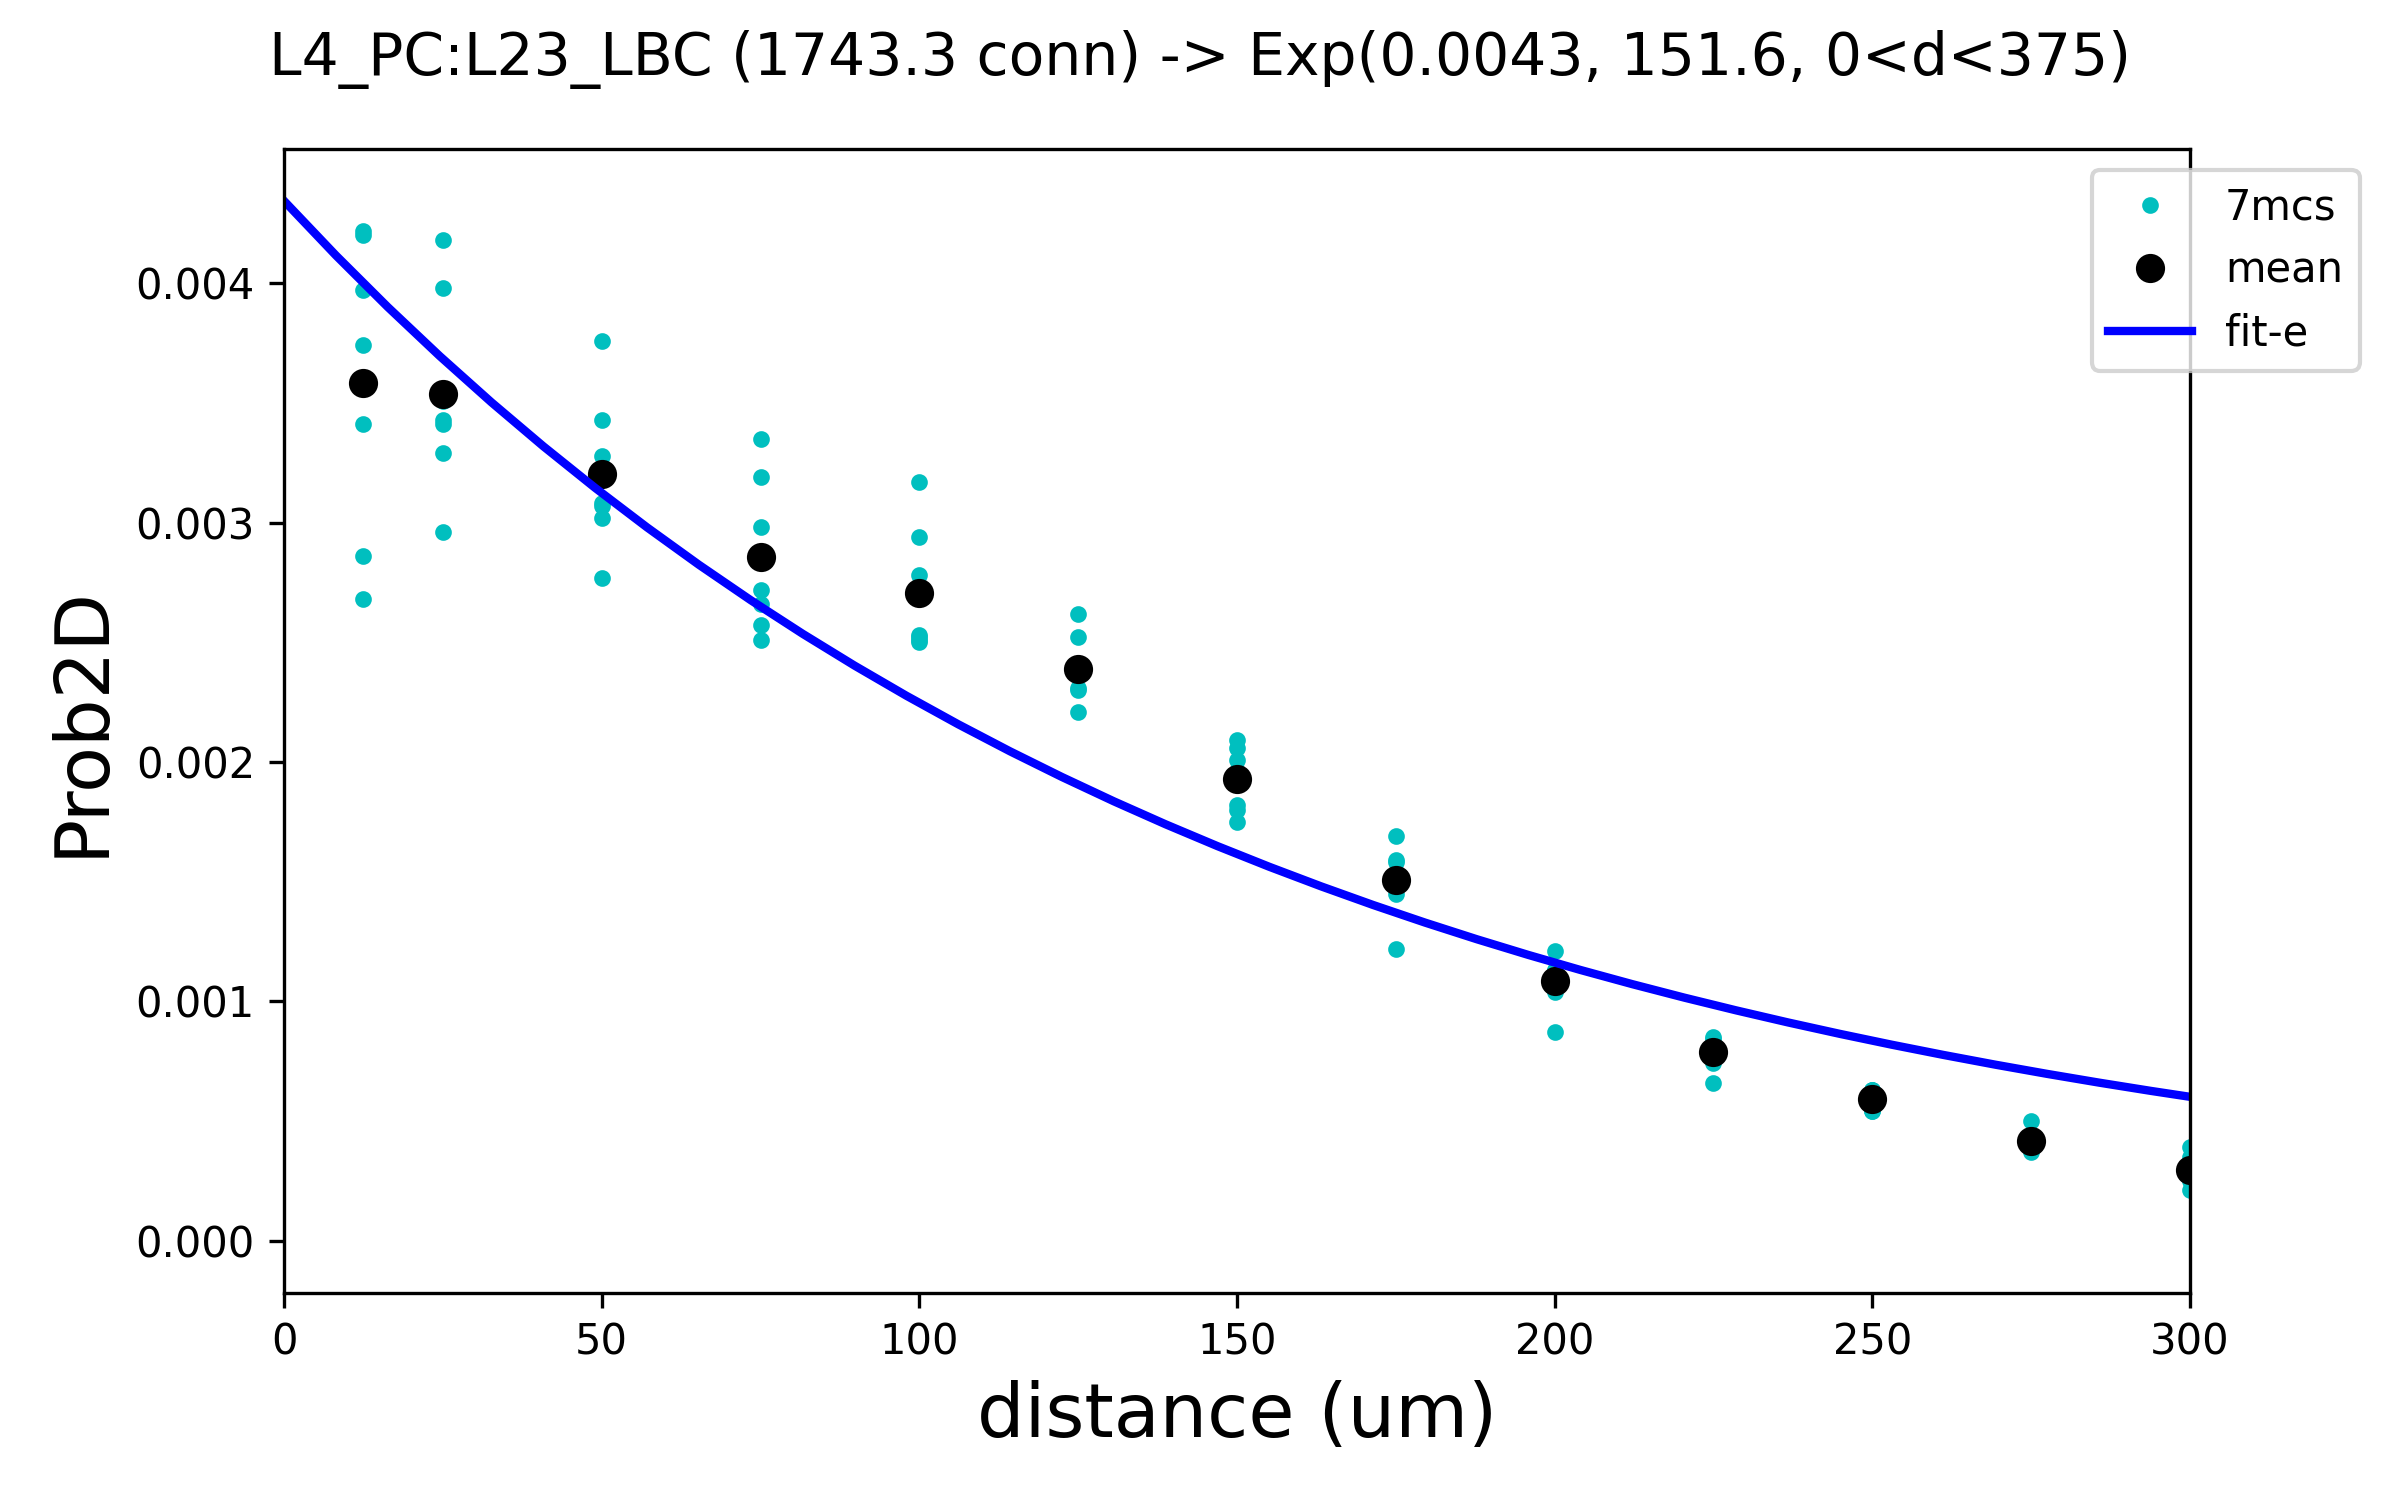 L4_PC:L23_LBC (1743.3 conn) -> Exp(0.0043, 151.6, 0<d<375)
7mcs
mean
fit-e
Prob2D
0.004
0.003
0.002
0.001
0.000
0 50 100 150 200 250 300
distance (um)